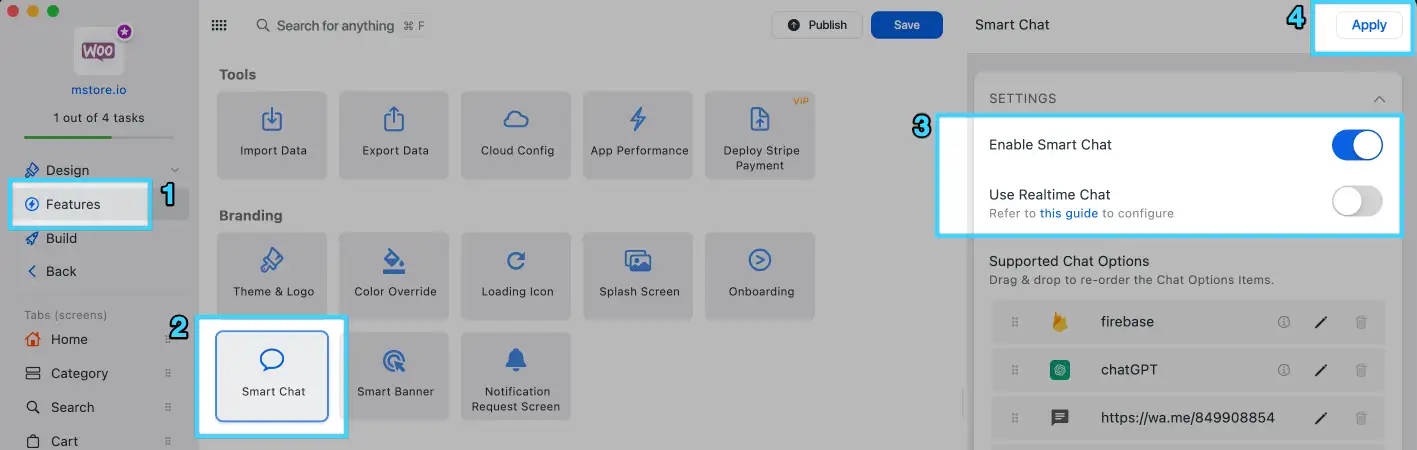 WOO
mstore.io
1 out of 4 tasks
Design
Features
1
Build
Back
Tabs (screens)
Home
Category
Search
Cart
Search for anything ⌘ F
Publish
Save
Tools
Import Data
Export Data
Cloud Config
App Performance
VIP
Deploy Stripe
Payment
Branding
Theme & Logo
Color Override
Loading Icon
Splash Screen
Onboarding
2
Smart Chat
Smart Banner
Notification
Request Screen
Smart Chat
4
Apply
SETTINGS
3
Enable Smart Chat
Use Realtime Chat
Refer to this guide to configure
Supported Chat Options
Drag & drop to re-order the Chat Options Items.
firebase
chatGPT
https://wa.me/849908854